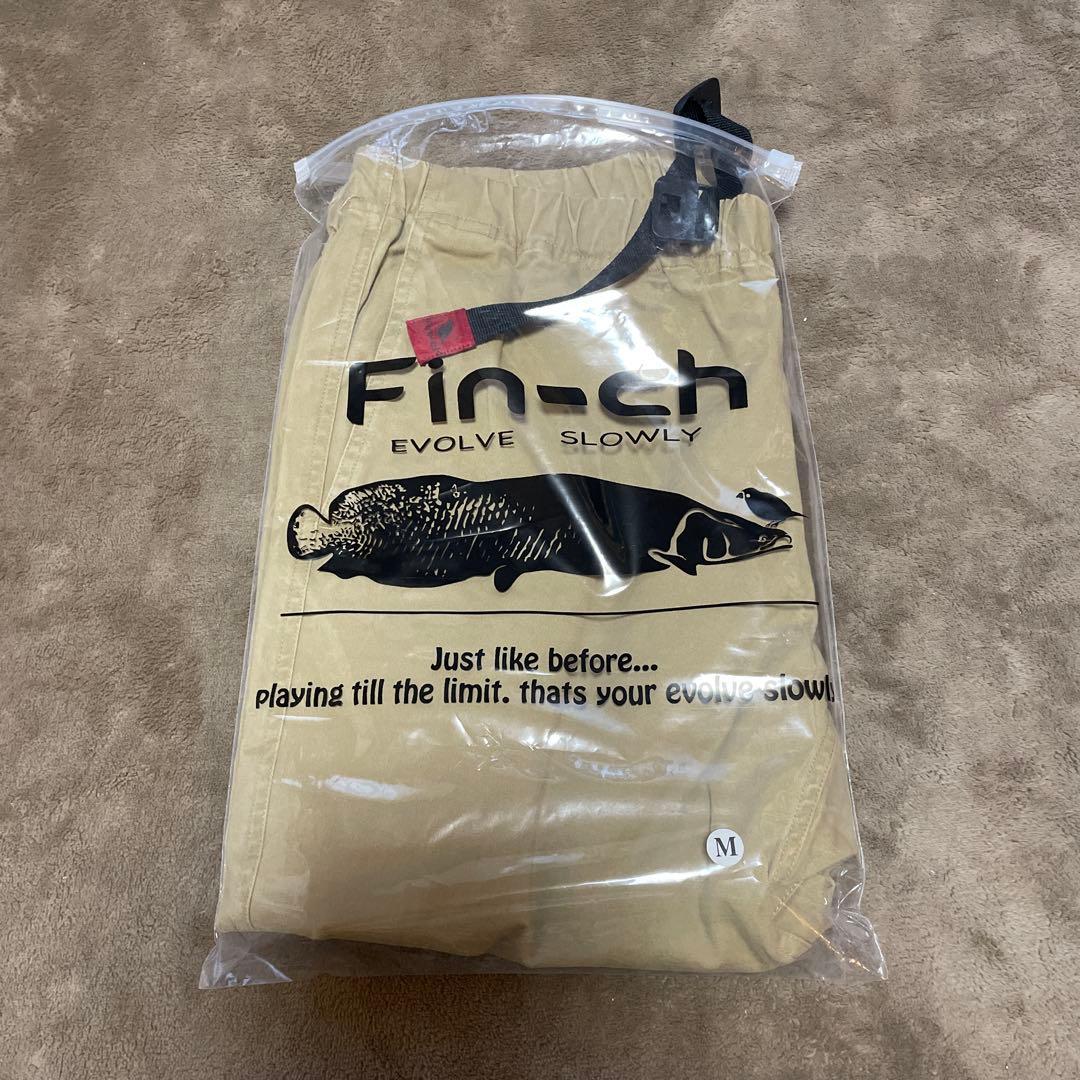 Fin-ch
EVOLVE SLOWLY
Just like before...
playing till the limit. thats your evolve slowly
M